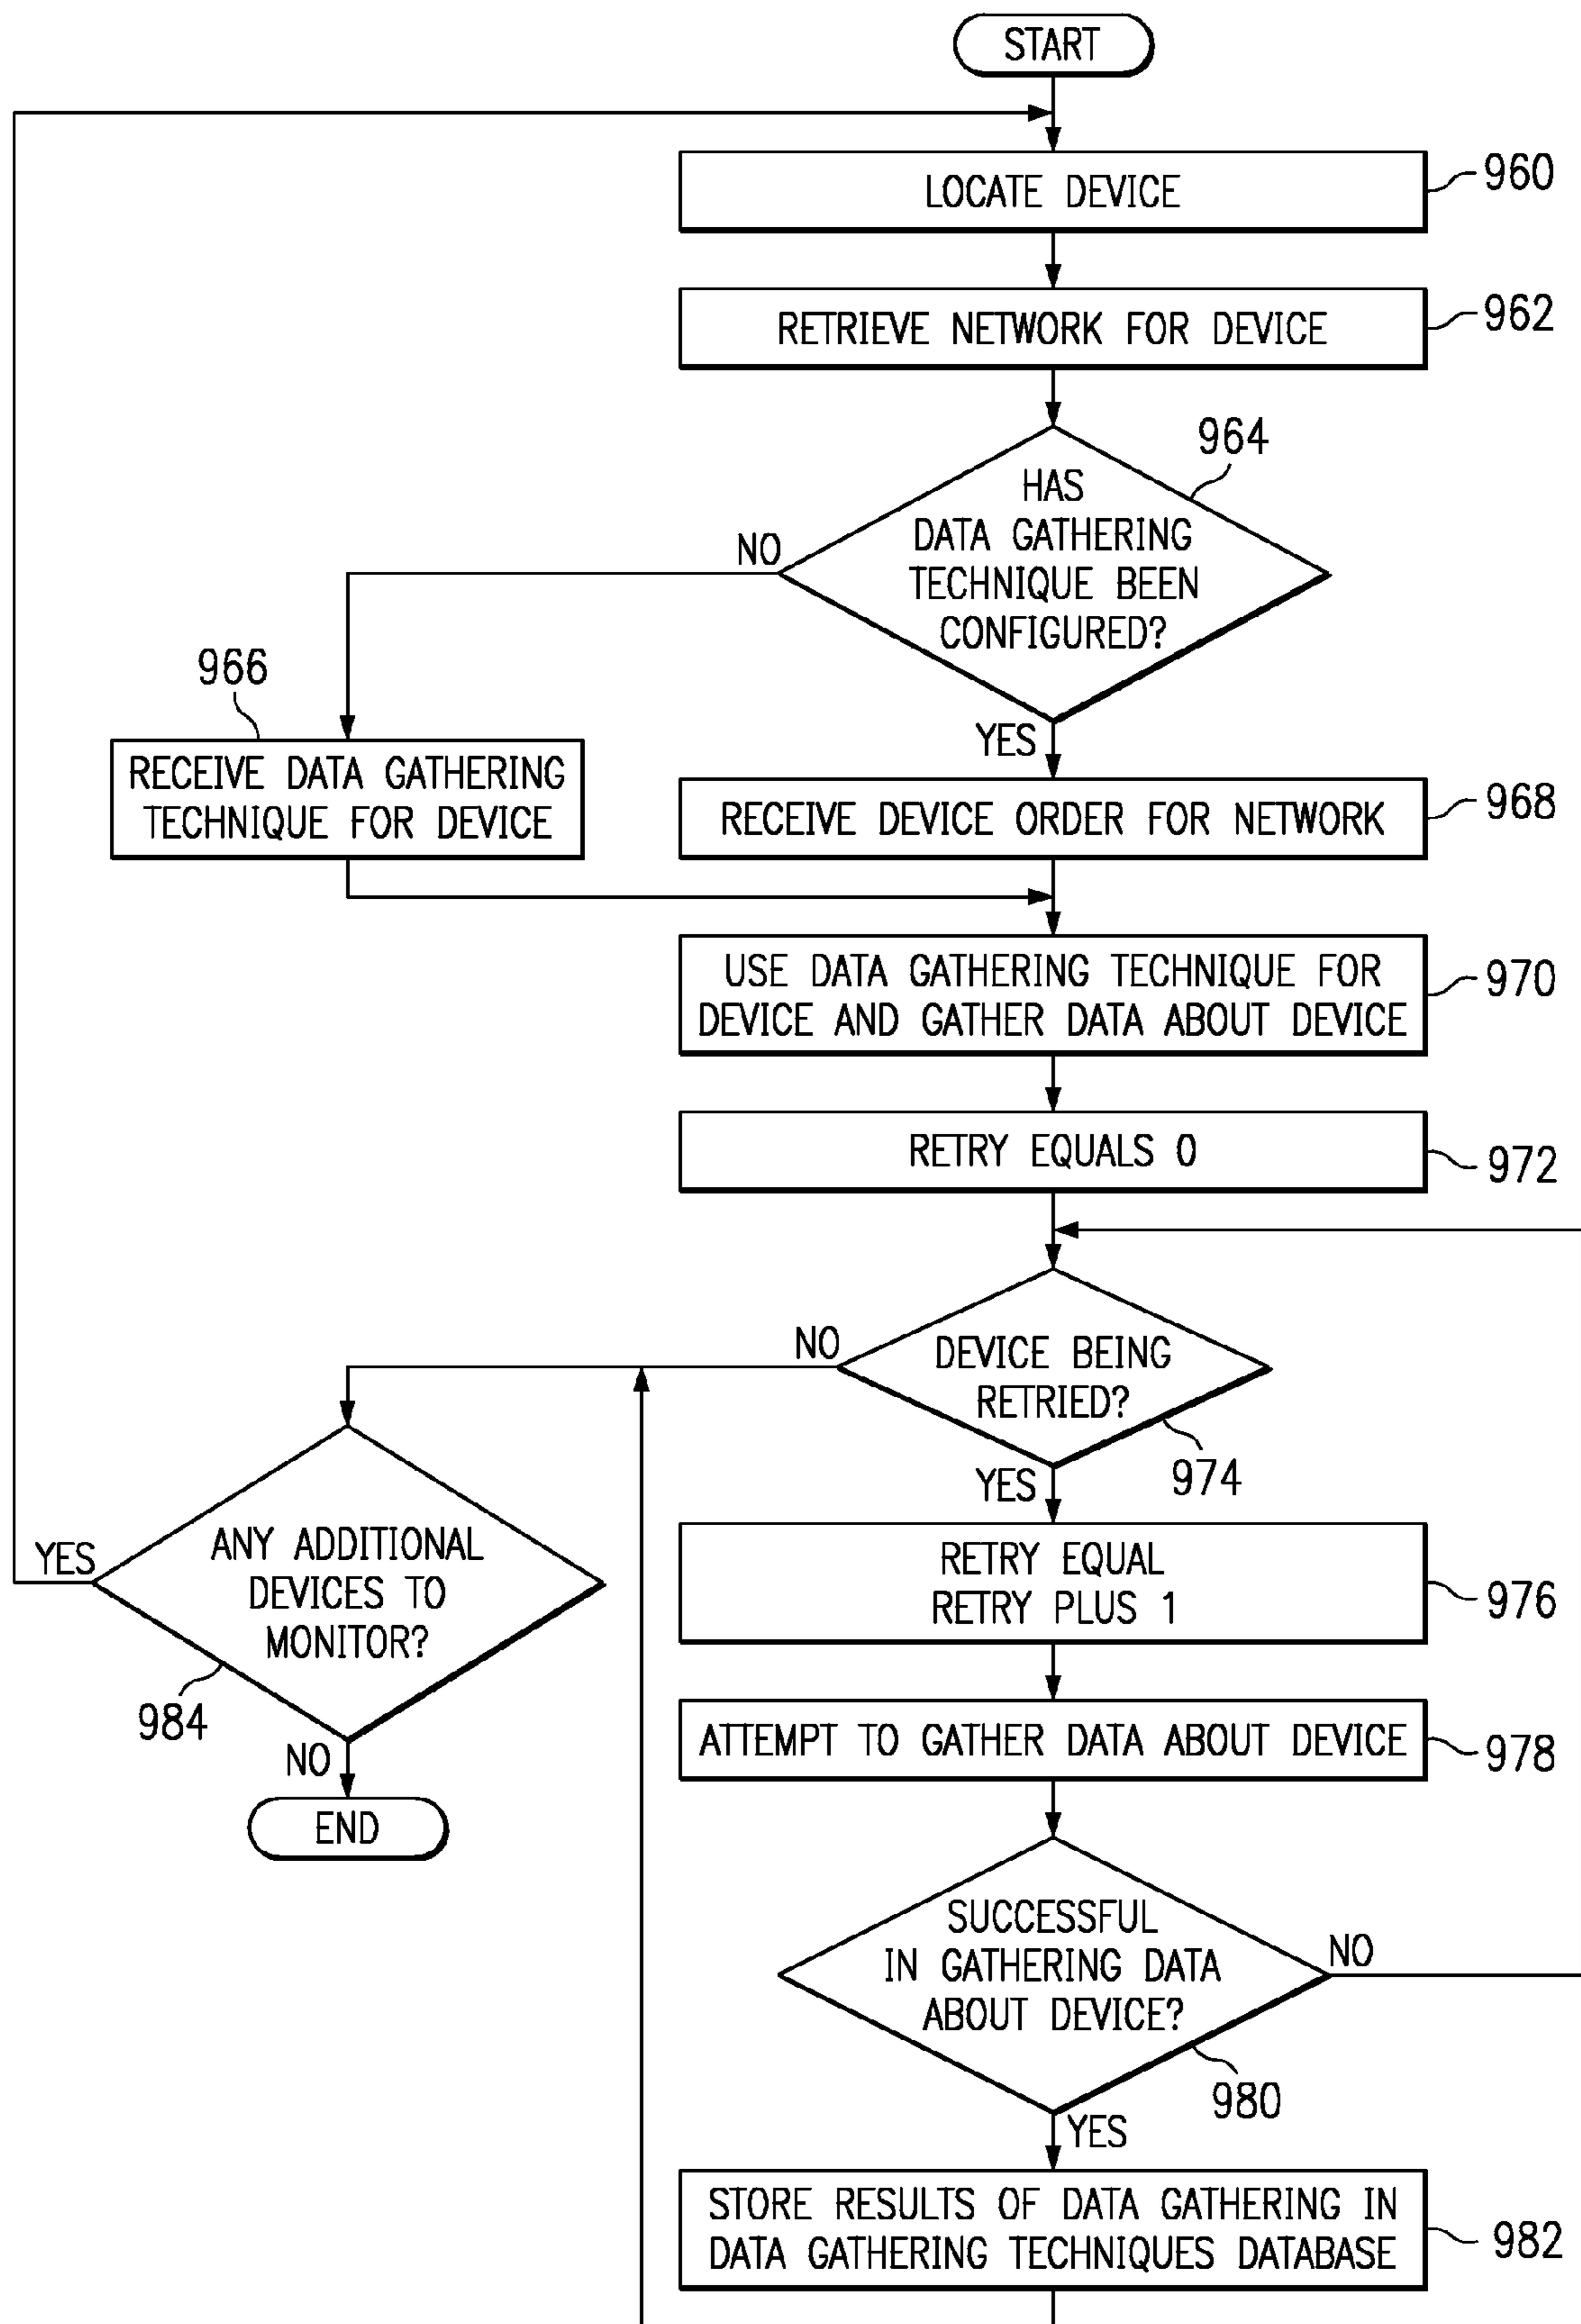 START
LOCATE DEVICE
960
RETRIEVE NETWORK FOR DEVICE
962
964
HAS
DATA GATHERING
TECHNIQUE BEEN
CONFIGURED?
NO
YES
966
RECEIVE DATA GATHERING
TECHNIQUE FOR DEVICE
RECEIVE DEVICE ORDER FOR NETWORK
968
USE DATA GATHERING TECHNIQUE FOR
DEVICE AND GATHER DATA ABOUT DEVICE
970
RETRY EQUALS 0
972
NO
DEVICE BEING
RETRIED?
974
YES
RETRY EQUAL
RETRY PLUS 1
976
YES
ANY ADDITIONAL
DEVICES TO
MONITOR?
984
NO
END
ATTEMPT TO GATHER DATA ABOUT DEVICE
978
SUCCESSFUL
IN GATHERING DATA
ABOUT DEVICE?
NO
980
YES
STORE RESULTS OF DATA GATHERING IN
DATA GATHERING TECHNIQUES DATABASE
982